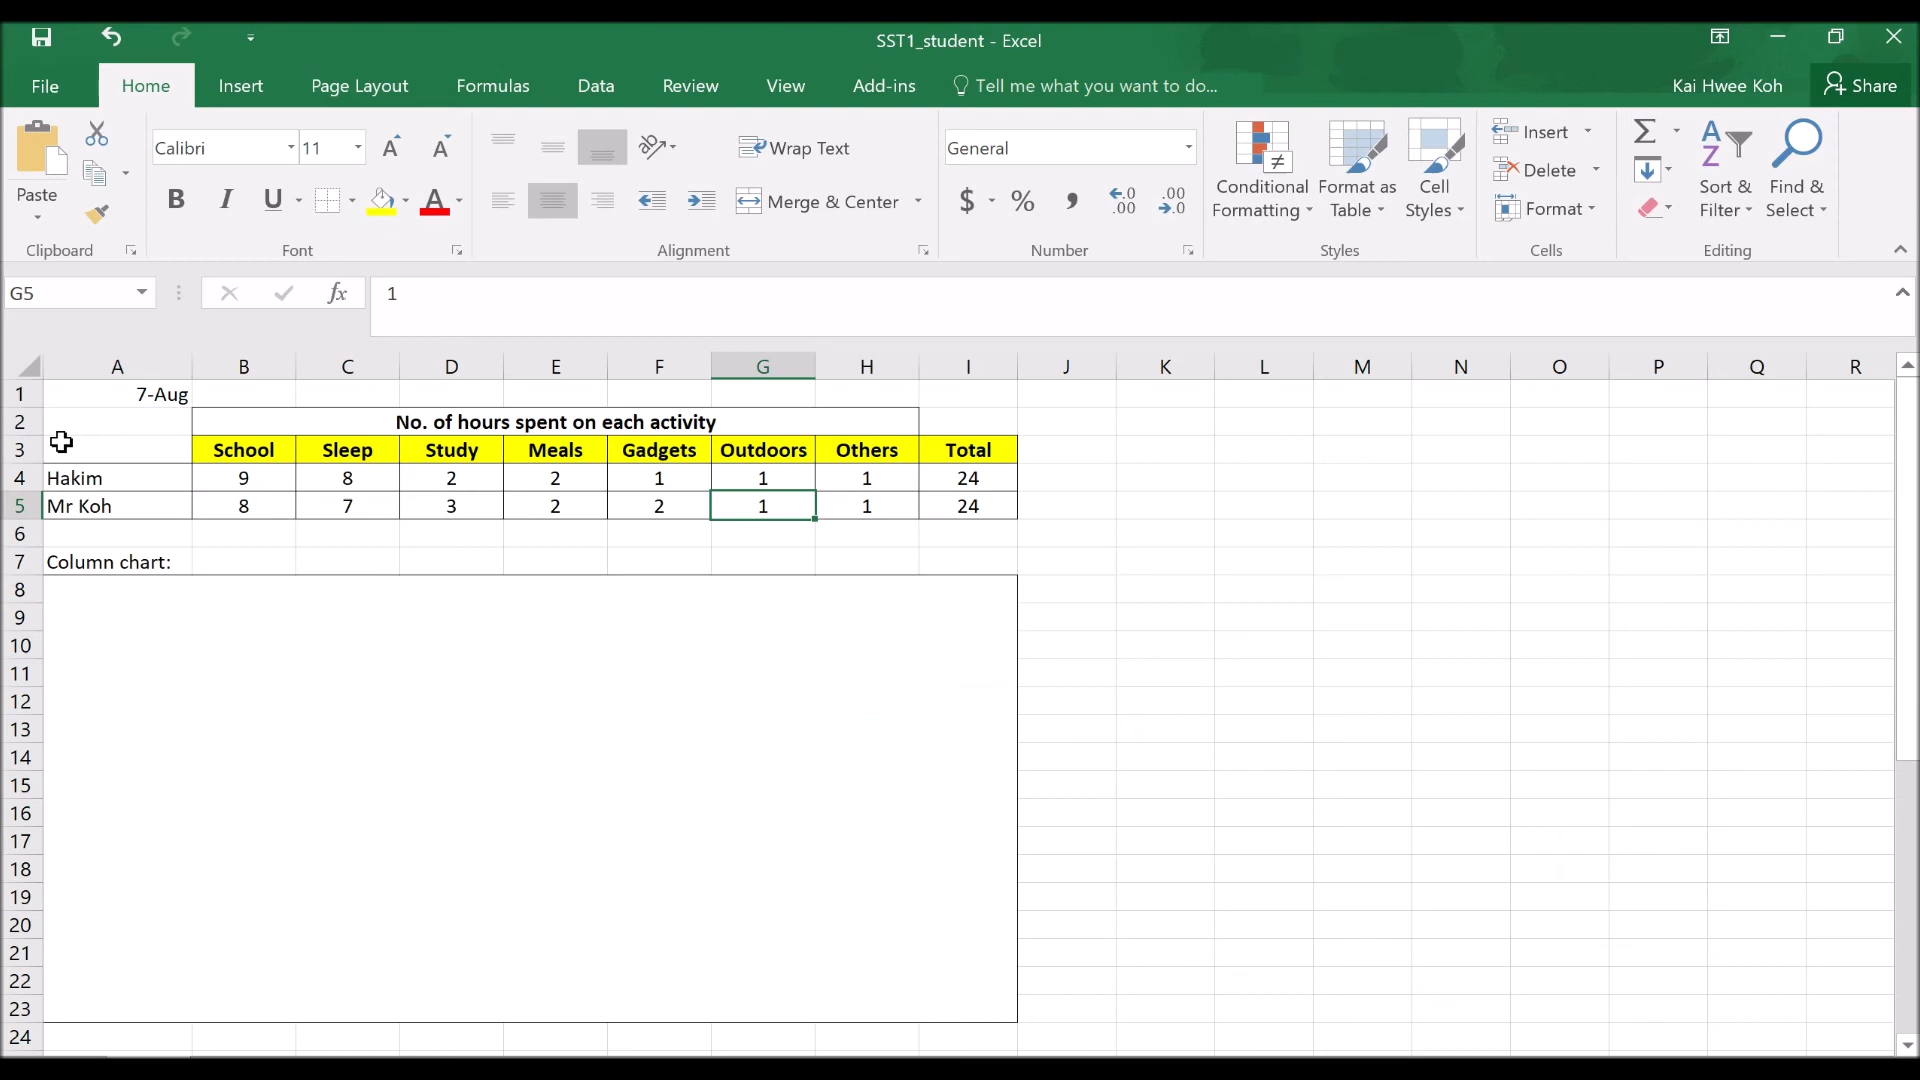 SST1_student - Excel
File Home Insert Page Layout Formulas Data Review View Add-ins Tell me what you want to do... Kai Hwee Koh Share
Paste
Clipboard
Calibri 11 A A
B I U A
Font
Wrap Text
Merge & Center
Alignment
General
$ % , .0 .00 .00 .0
Number
Conditional Formatting
Format as Table
Cell Styles
Styles
Insert
Delete
Format
Cells
Σ
A Z
Sort & Filter
Find & Select
Editing
G5 fx 1
A B C D E F G H I J K L M N O P Q R
1 7-Aug
2 No. of hours spent on each activity
3 School Sleep Study Meals Gadgets Outdoors Others Total
4 Hakim 9 8 2 2 1 1 1 24
5 Mr Koh 8 7 3 2 2 1 1 24
6
7 Column chart:
8
9
10
11
12
13
14
15
16
17
18
19
20
21
22
23
24